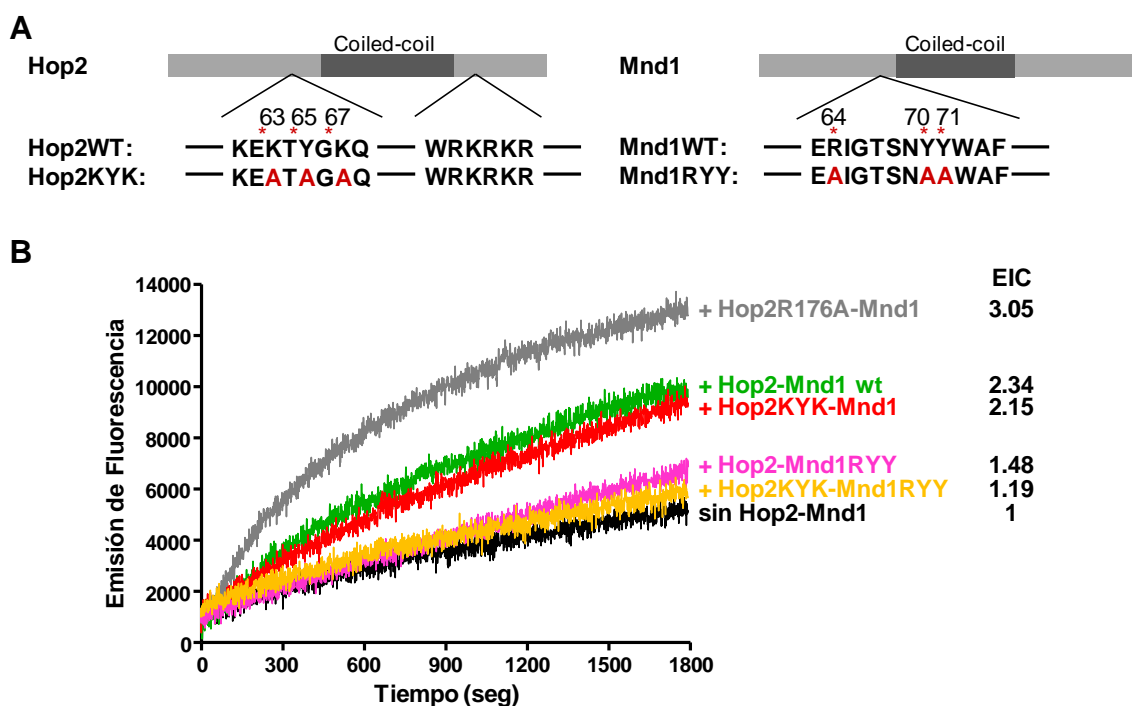 A
Hop2
Coiled-coil
63 65 67
* * *
Hop2WT: KEKTYGKQ WRKRKR
Hop2KYK: KEATAGAQ WRKRKR
Mnd1
Coiled-coil
64 70 71
* * *
Mnd1WT: ERIGTSNYYWAF
Mnd1RYY: EAIGTSNAAWAF
B
Emisión de Fluorescencia
14000
12000
10000
8000
6000
4000
2000
0
0 300 600 900 1200 1500 1800
Tiempo (seg)
EIC
+ Hop2R176A-Mnd1 3.05
+ Hop2-Mnd1 wt 2.34
+ Hop2KYK-Mnd1 2.15
+ Hop2-Mnd1RYY 1.48
+ Hop2KYK-Mnd1RYY 1.19
sin Hop2-Mnd1 1